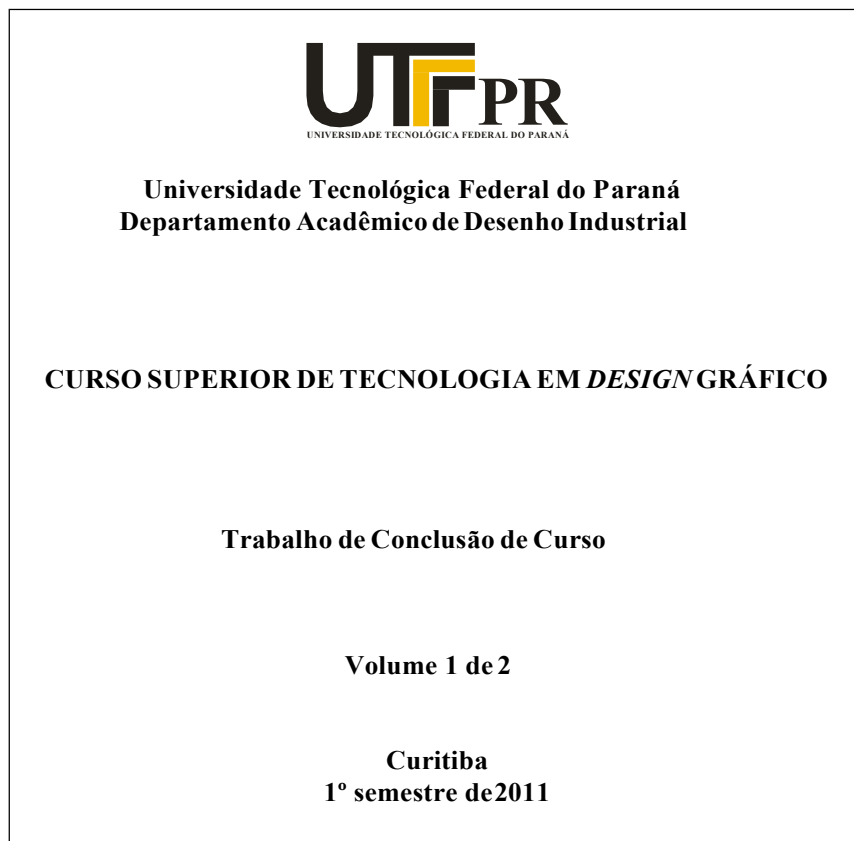 UTFPR
UNIVERSIDADE TECNOLÓGICA FEDERAL DO PARANÁ
Universidade Tecnológica Federal do Paraná
Departamento Acadêmico de Desenho Industrial
CURSO SUPERIOR DE TECNOLOGIA EM DESIGN GRÁFICO
Trabalho de Conclusão de Curso
Volume 1 de 2
Curitiba
1º semestre de2011